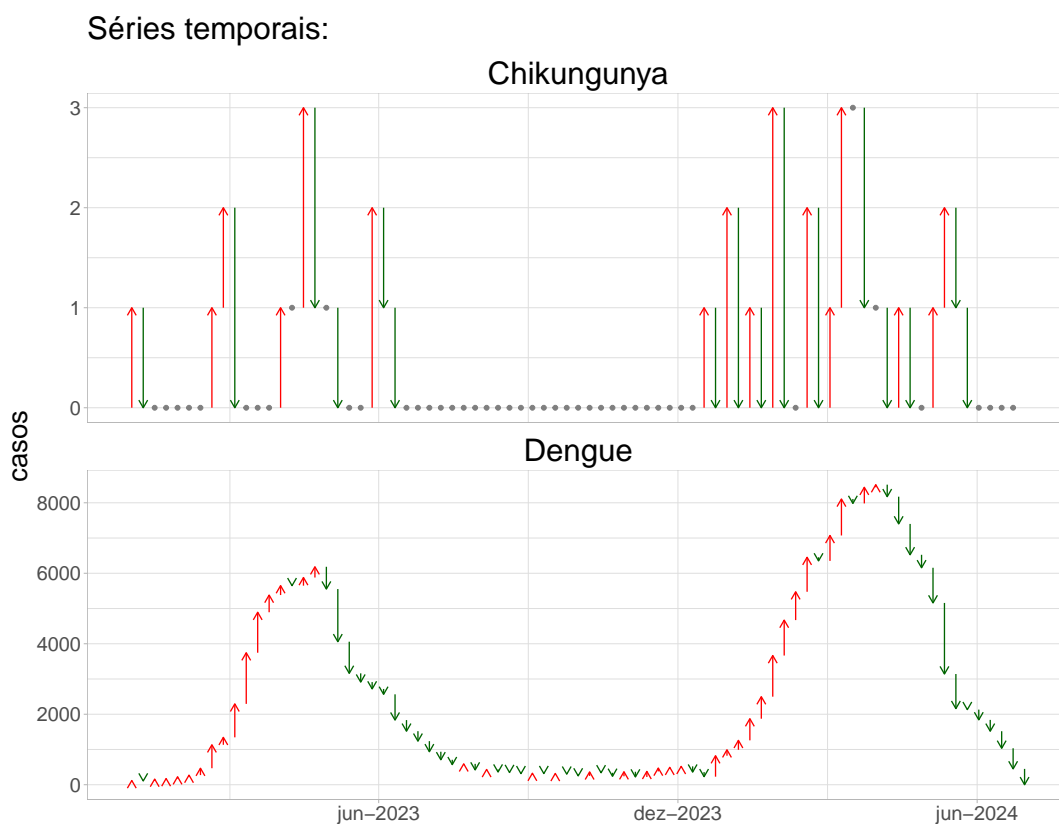 Séries temporais:
Chikungunya
3
2
1
0
casos
Dengue
8000
6000
4000
2000
0
jun−2023
dez−2023
jun−2024